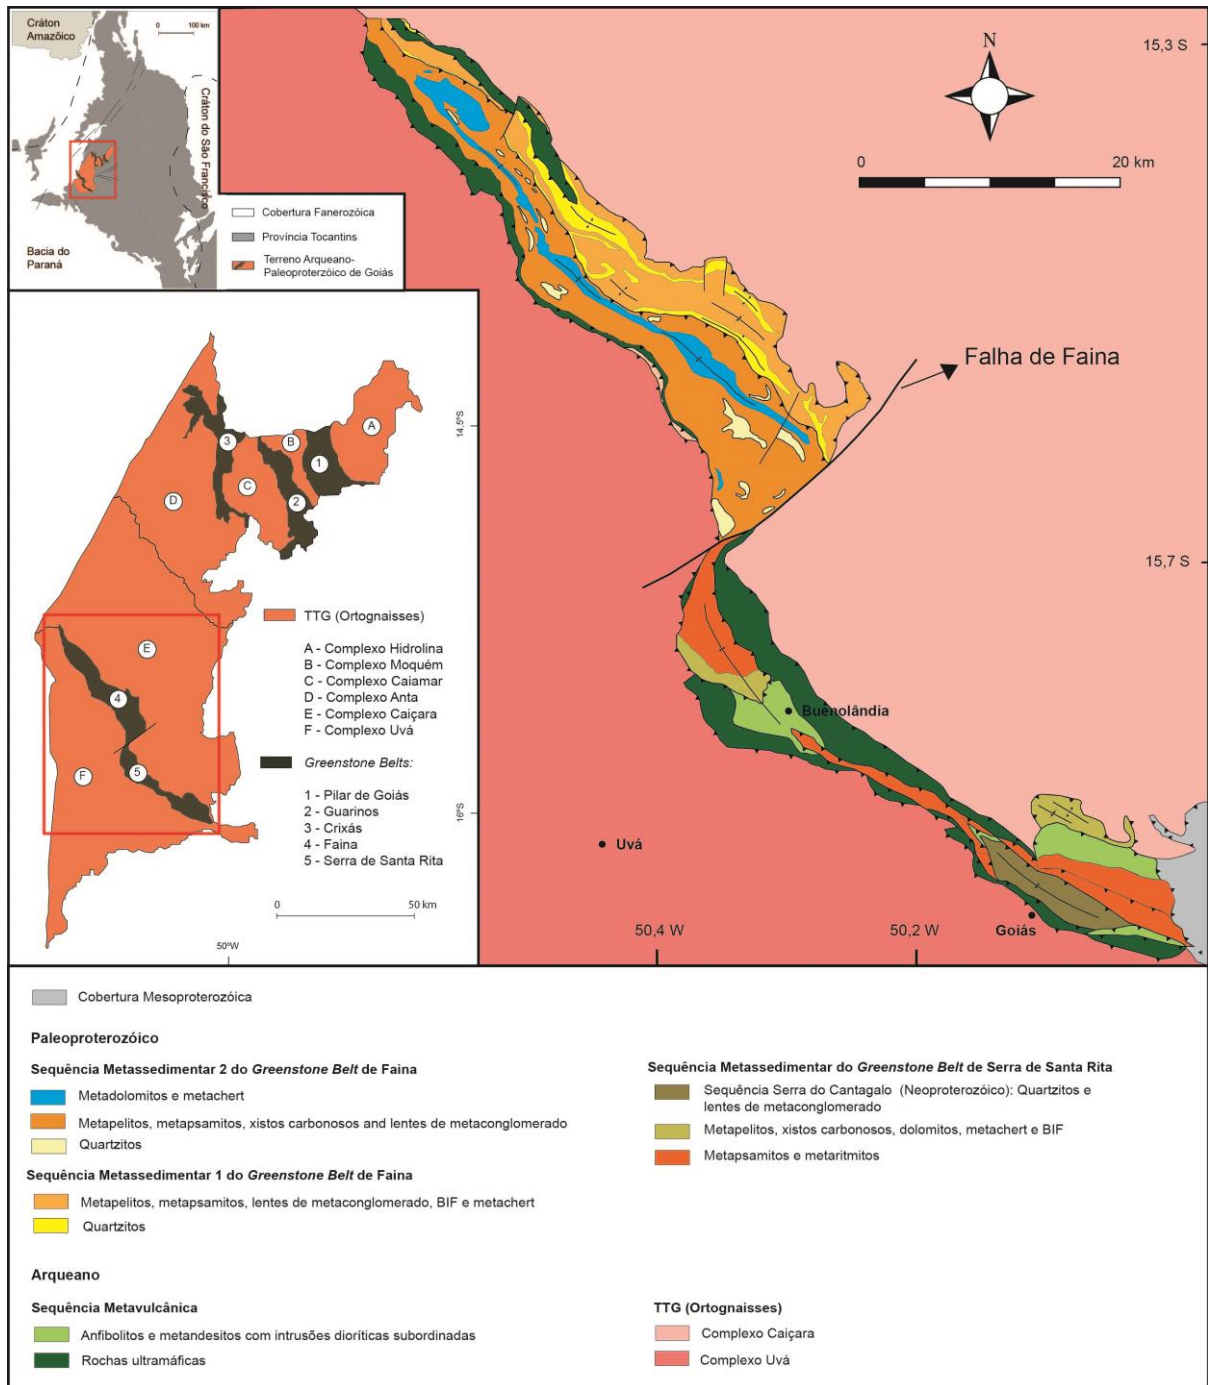 Cráton
Amazôico
0 100 km
Cráton do São Francisco
Bacia do
Paraná
Cobertura Fanerozóica
Província Tocantins
Terreno Arqueano-
Paleoproterzóico de Goiás
N
0 20 km
15,3 S
Falha de Faina
15,7 S
Buenolândia
Uvá
Goiás
50,4 W
50,2 W
A
B
1
3
C
2
D
E
4
5
F
14,5ºS
16ºS
50ºW
TTG (Ortognaisses)
A - Complexo Hidrolina
B - Complexo Moquém
C - Complexo Caiamar
D - Complexo Anta
E - Complexo Caiçara
F - Complexo Uvá
Greenstone Belts:
1 - Pilar de Goiás
2 - Guarinos
3 - Crixás
4 - Faina
5 - Serra de Santa Rita
0 50 km
Cobertura Mesoproterozóica
Paleoproterozóico
Sequência Metassedimentar 2 do Greenstone Belt de Faina
Metadolomitos e metachert
Metapelitos, metapsamitos, xistos carbonosos and lentes de metaconglomerado
Quartzitos
Sequência Metassedimentar 1 do Greenstone Belt de Faina
Metapelitos, metapsamitos, lentes de metaconglomerado, BIF e metachert
Quartzitos
Sequência Metassedimentar do Greenstone Belt de Serra de Santa Rita
Sequência Serra do Cantagalo (Neoproterozóico): Quartzitos e
lentes de metaconglomerado
Metapelitos, xistos carbonosos, dolomitos, metachert e BIF
Metapsamitos e metaritmitos
Arqueano
Sequência Metavulcânica
Anfibolitos e metandesitos com intrusões dioríticas subordinadas
Rochas ultramáficas
TTG (Ortognaisses)
Complexo Caiçara
Complexo Uvá